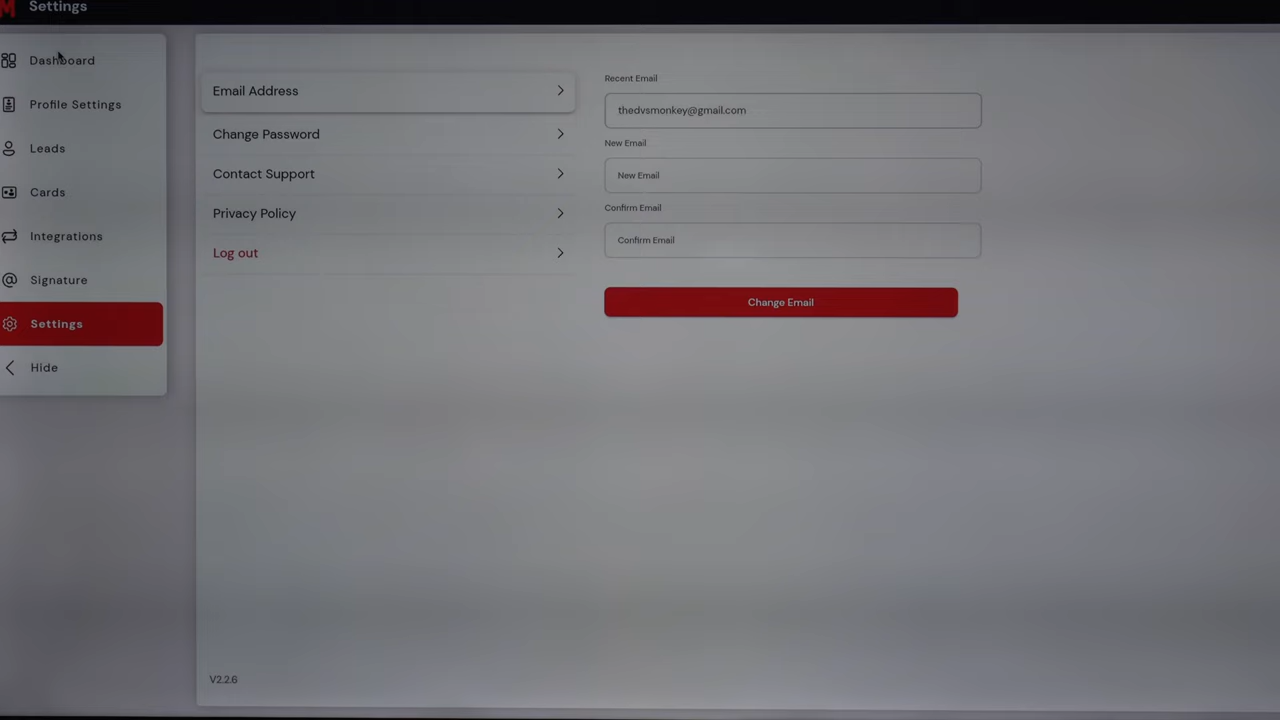 M Settings
Dashboard
Profile Settings
Leads
Cards
Integrations
Signature
Settings
Hide
Email Address
Change Password
Contact Support
Privacy Policy
Log out
Recent Email
thedvsmonkey@gmail.com
New Email
New Email
Confirm Email
Confirm Email
Change Email
V2.2.6